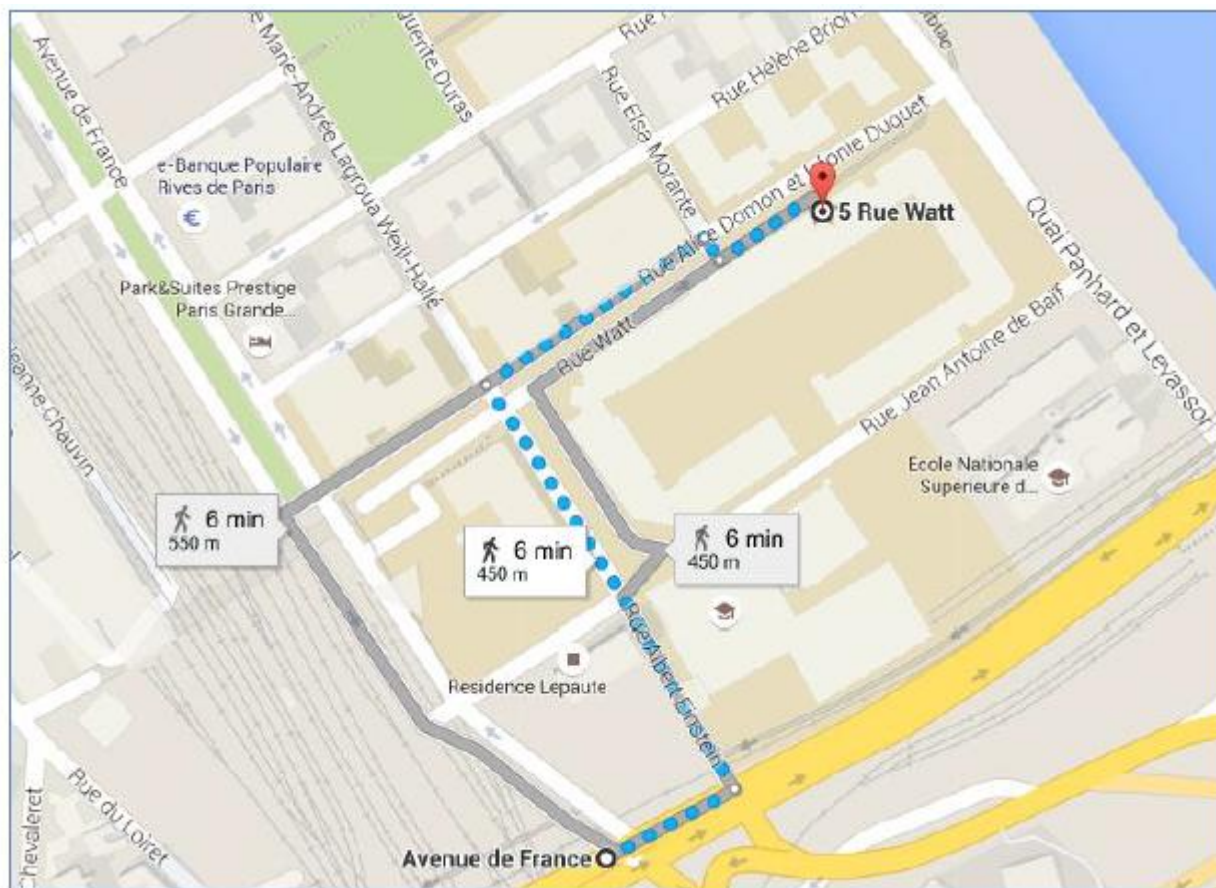 Avenue de France
Marie-Andrée Lagroua Weill-Hallé
Duras
Rue Hélène Brion
Rue Elsa Morante
Rue Alice Domon et Léonie Duquet
e-Banque Populaire
Rives de Paris
€
5 Rue Watt
Quai Panhard et Levassor
Park&Suites Prestige
Paris Grande...
Rue Watt
Rue Jean Antoine de Baïf
Jeanne Chauvin
Ecole Nationale
Superieure d...
6 min
550 m
6 min
450 m
6 min
450 m
Rue Albert Einstein
Residence Lepaute
Rue du Loiret
Chevaleret
Avenue de France